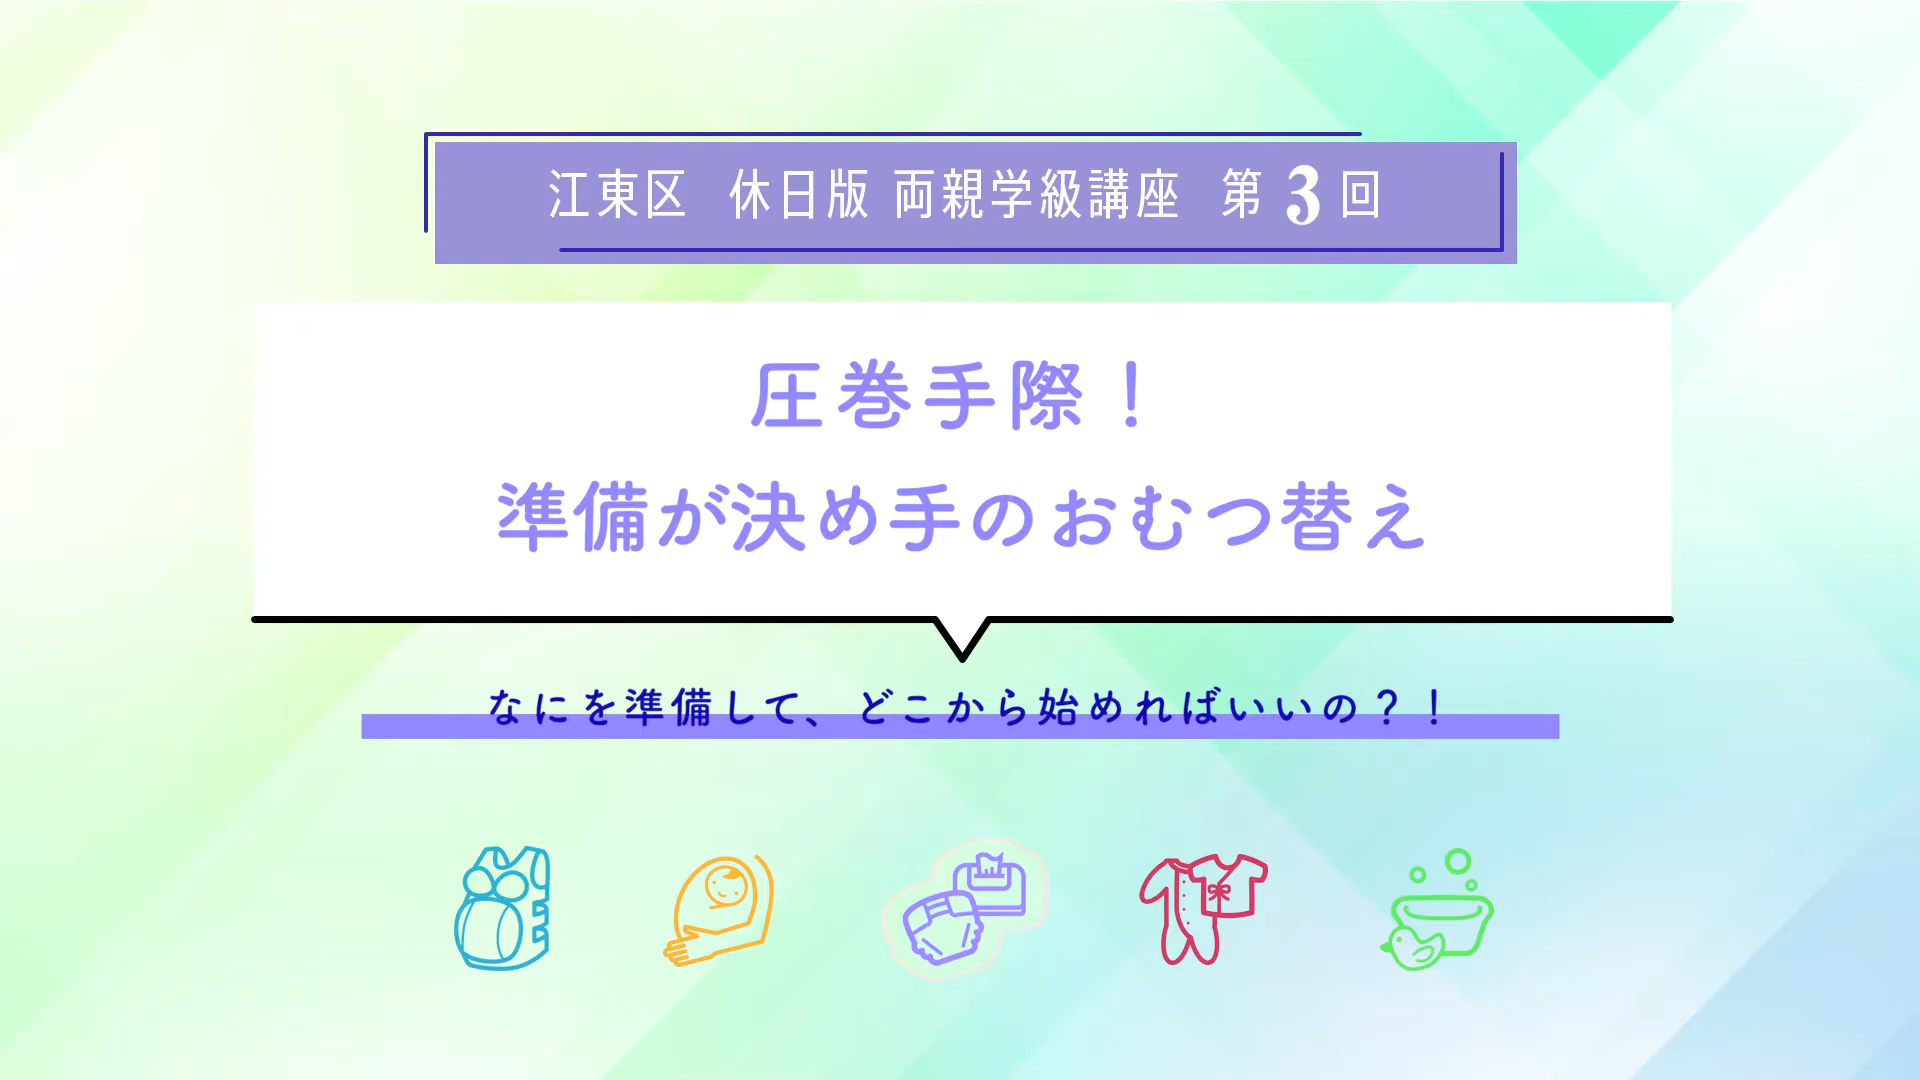 江東区 休日版 両親学級講座 第3回
圧巻手際！
準備が決め手のおむつ替え
なにを準備して、どこから始めればいいの？！